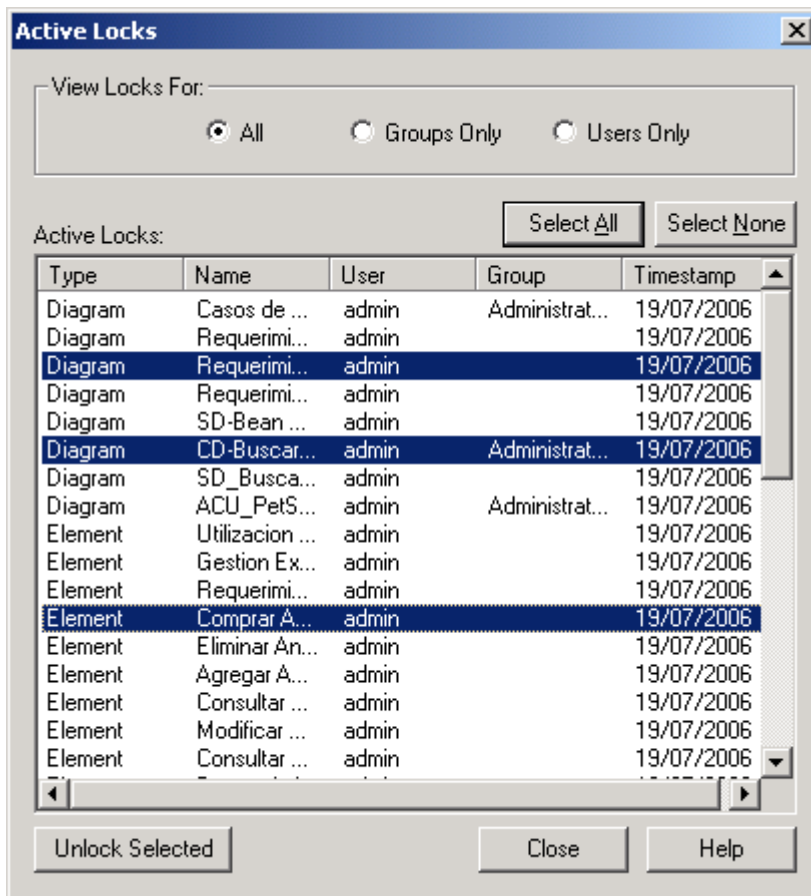 Active Locks
View Locks For:
All Groups Only Users Only
Select All Select None
Active Locks:
Type Name User Group Timestamp
Diagram Casos de ... admin Administrat... 19/07/2006
Diagram Requerimi... admin 19/07/2006
Diagram Requerimi... admin 19/07/2006
Diagram Requerimi... admin 19/07/2006
Diagram SD-Bean ... admin 19/07/2006
Diagram CD-Buscar... admin Administrat... 19/07/2006
Diagram SD_Busca... admin 19/07/2006
Diagram ACU_PetS... admin Administrat... 19/07/2006
Element Utilizacion ... admin 19/07/2006
Element Gestion Ex... admin 19/07/2006
Element Requerimi... admin 19/07/2006
Element Comprar A... admin 19/07/2006
Element Eliminar An... admin 19/07/2006
Element Agregar A... admin 19/07/2006
Element Consultar ... admin 19/07/2006
Element Modificar ... admin 19/07/2006
Element Consultar ... admin 19/07/2006
Unlock Selected Close Help